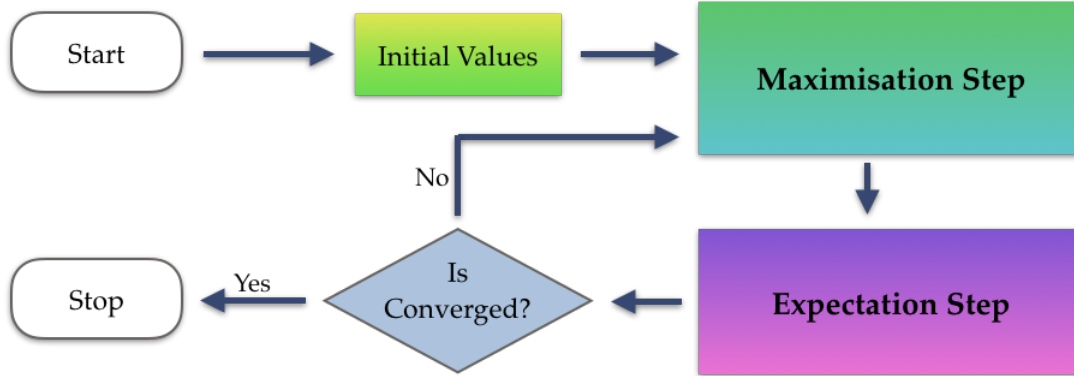 Start
Initial Values
Maximisation Step
No
Is
Converged?
Yes
Stop
Expectation Step